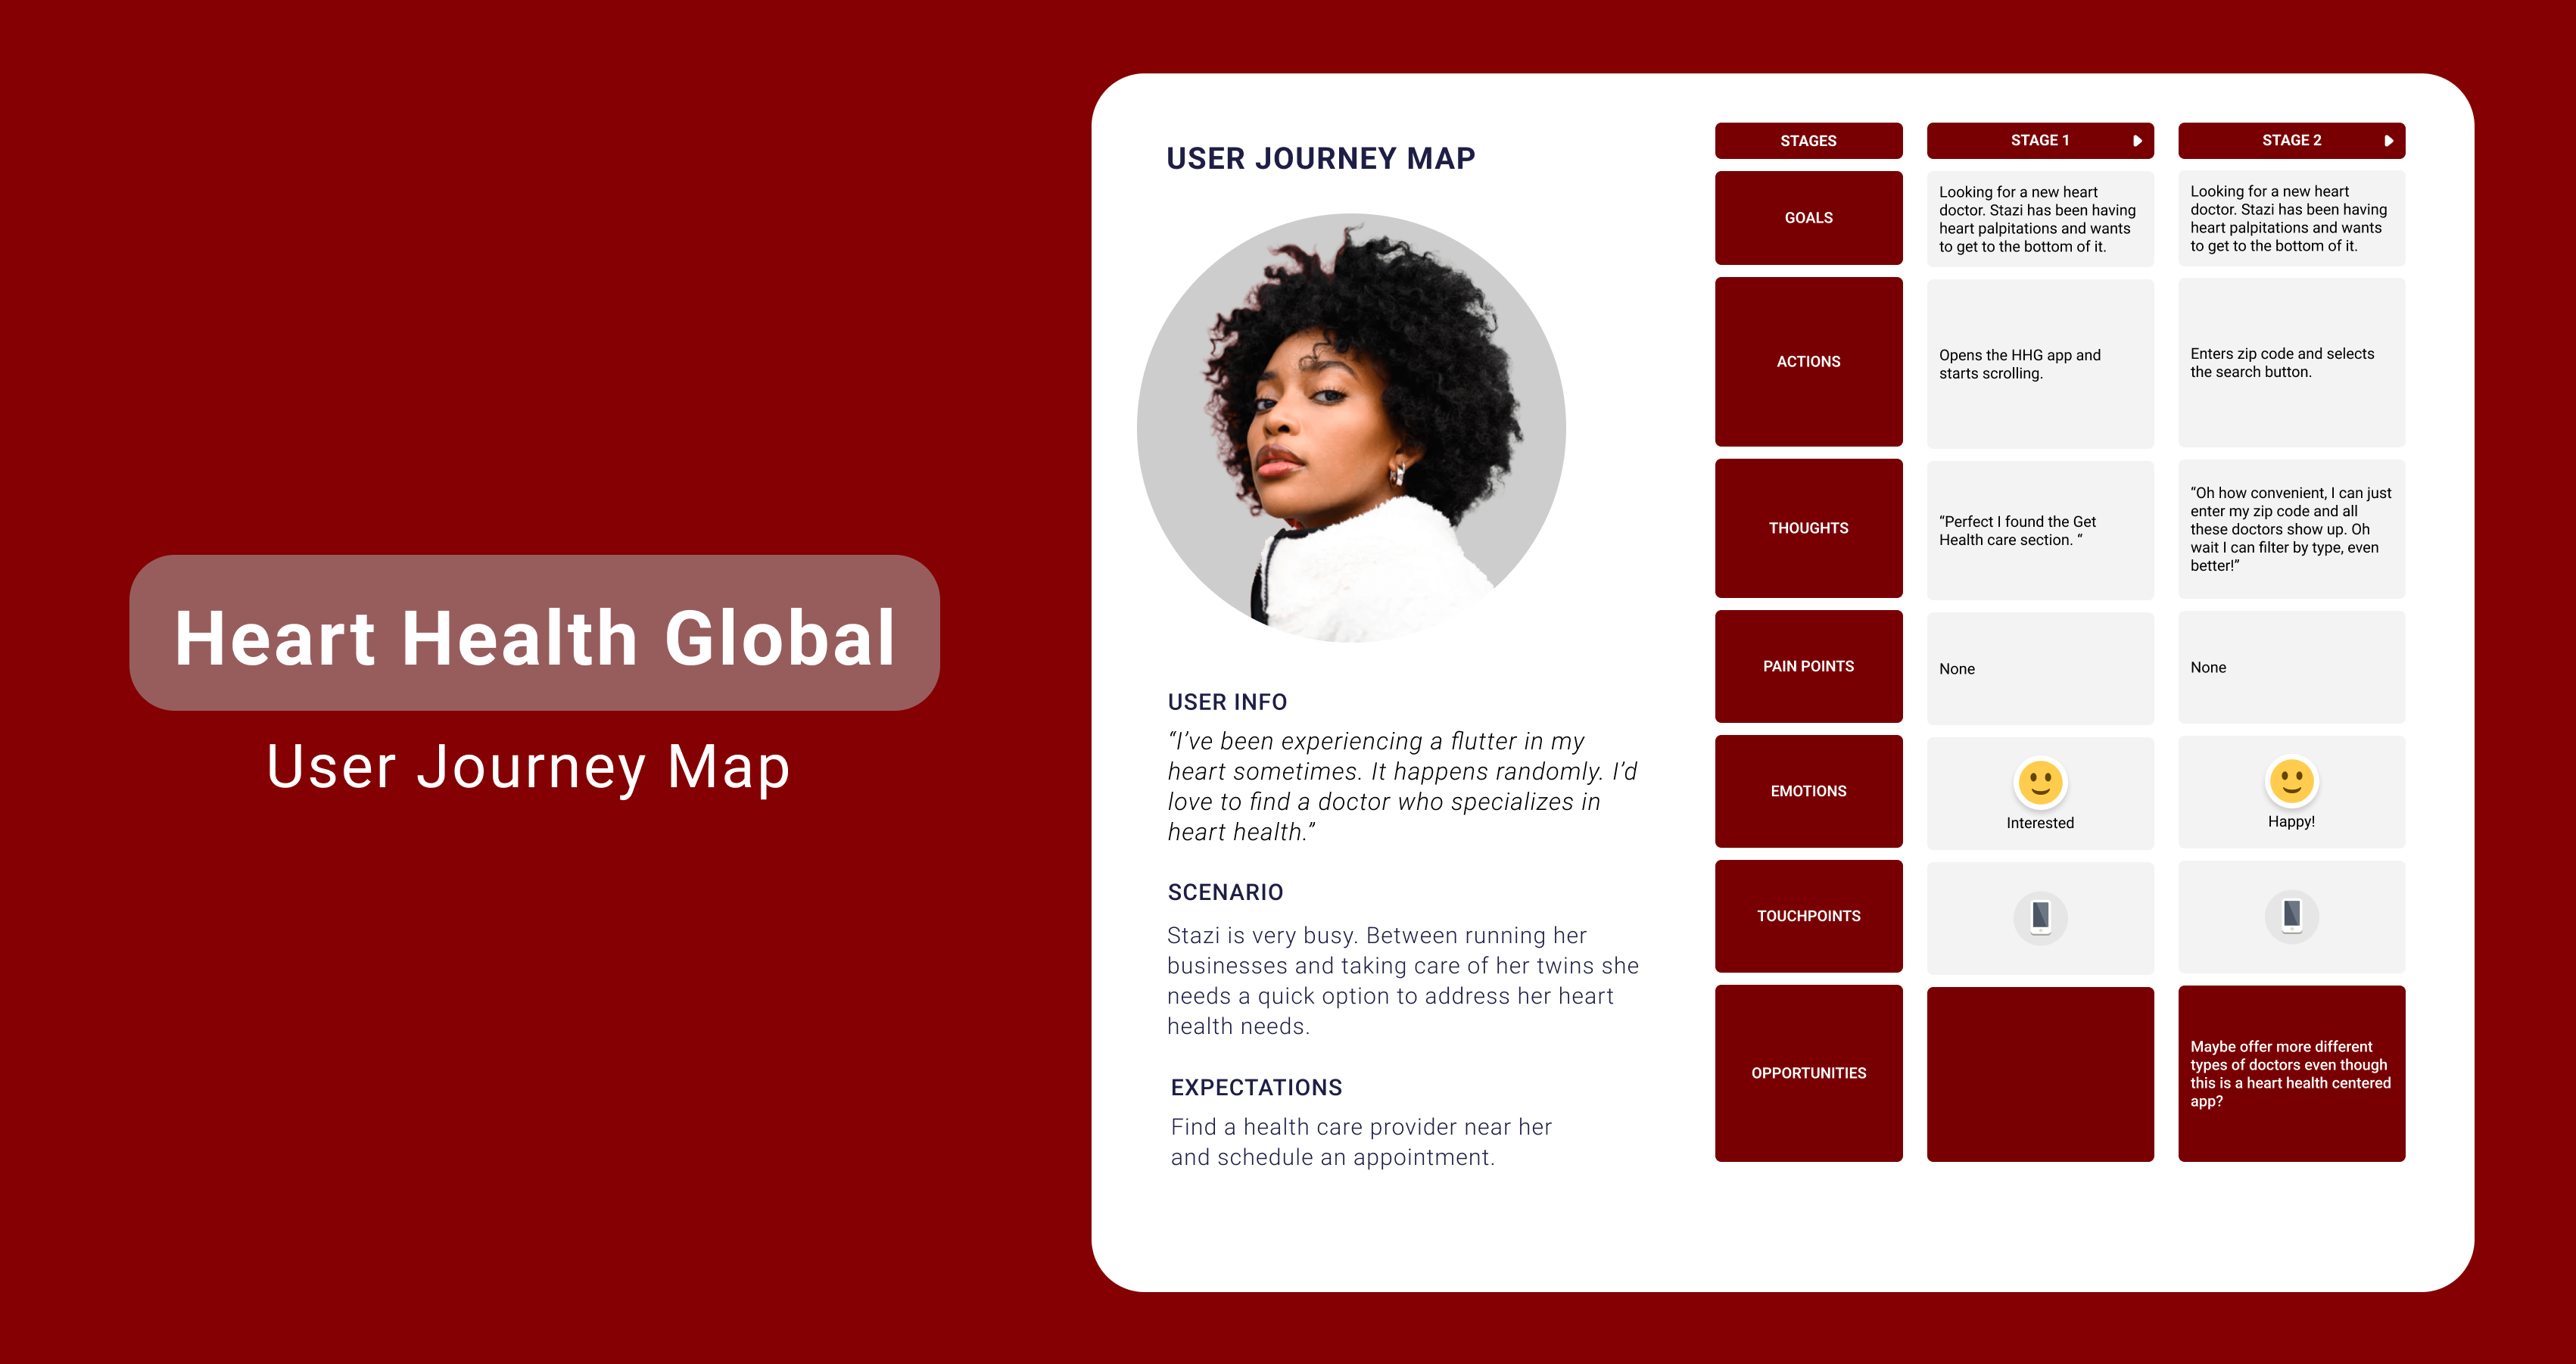 Heart Health Global
User Journey Map
USER JOURNEY MAP
USER INFO
“I’ve been experiencing a flutter in my
heart sometimes. It happens randomly. I’d
love to find a doctor who specializes in
heart health.”
SCENARIO
Stazi is very busy. Between running her
businesses and taking care of her twins she
needs a quick option to address her heart
health needs.
EXPECTATIONS
Find a health care provider near her
and schedule an appointment.
STAGES
STAGE 1
STAGE 2
GOALS
Looking for a new heart
doctor. Stazi has been having
heart palpitations and wants
to get to the bottom of it.
Looking for a new heart
doctor. Stazi has been having
heart palpitations and wants
to get to the bottom of it.
ACTIONS
Opens the HHG app and
starts scrolling.
Enters zip code and selects
the search button.
THOUGHTS
“Perfect I found the Get
Health care section. “
“Oh how convenient, I can just
enter my zip code and all
these doctors show up. Oh
wait I can filter by type, even
better!”
PAIN POINTS
None
None
EMOTIONS
Interested
Happy!
TOUCHPOINTS
OPPORTUNITIES
Maybe offer more different
types of doctors even though
this is a heart health centered
app?